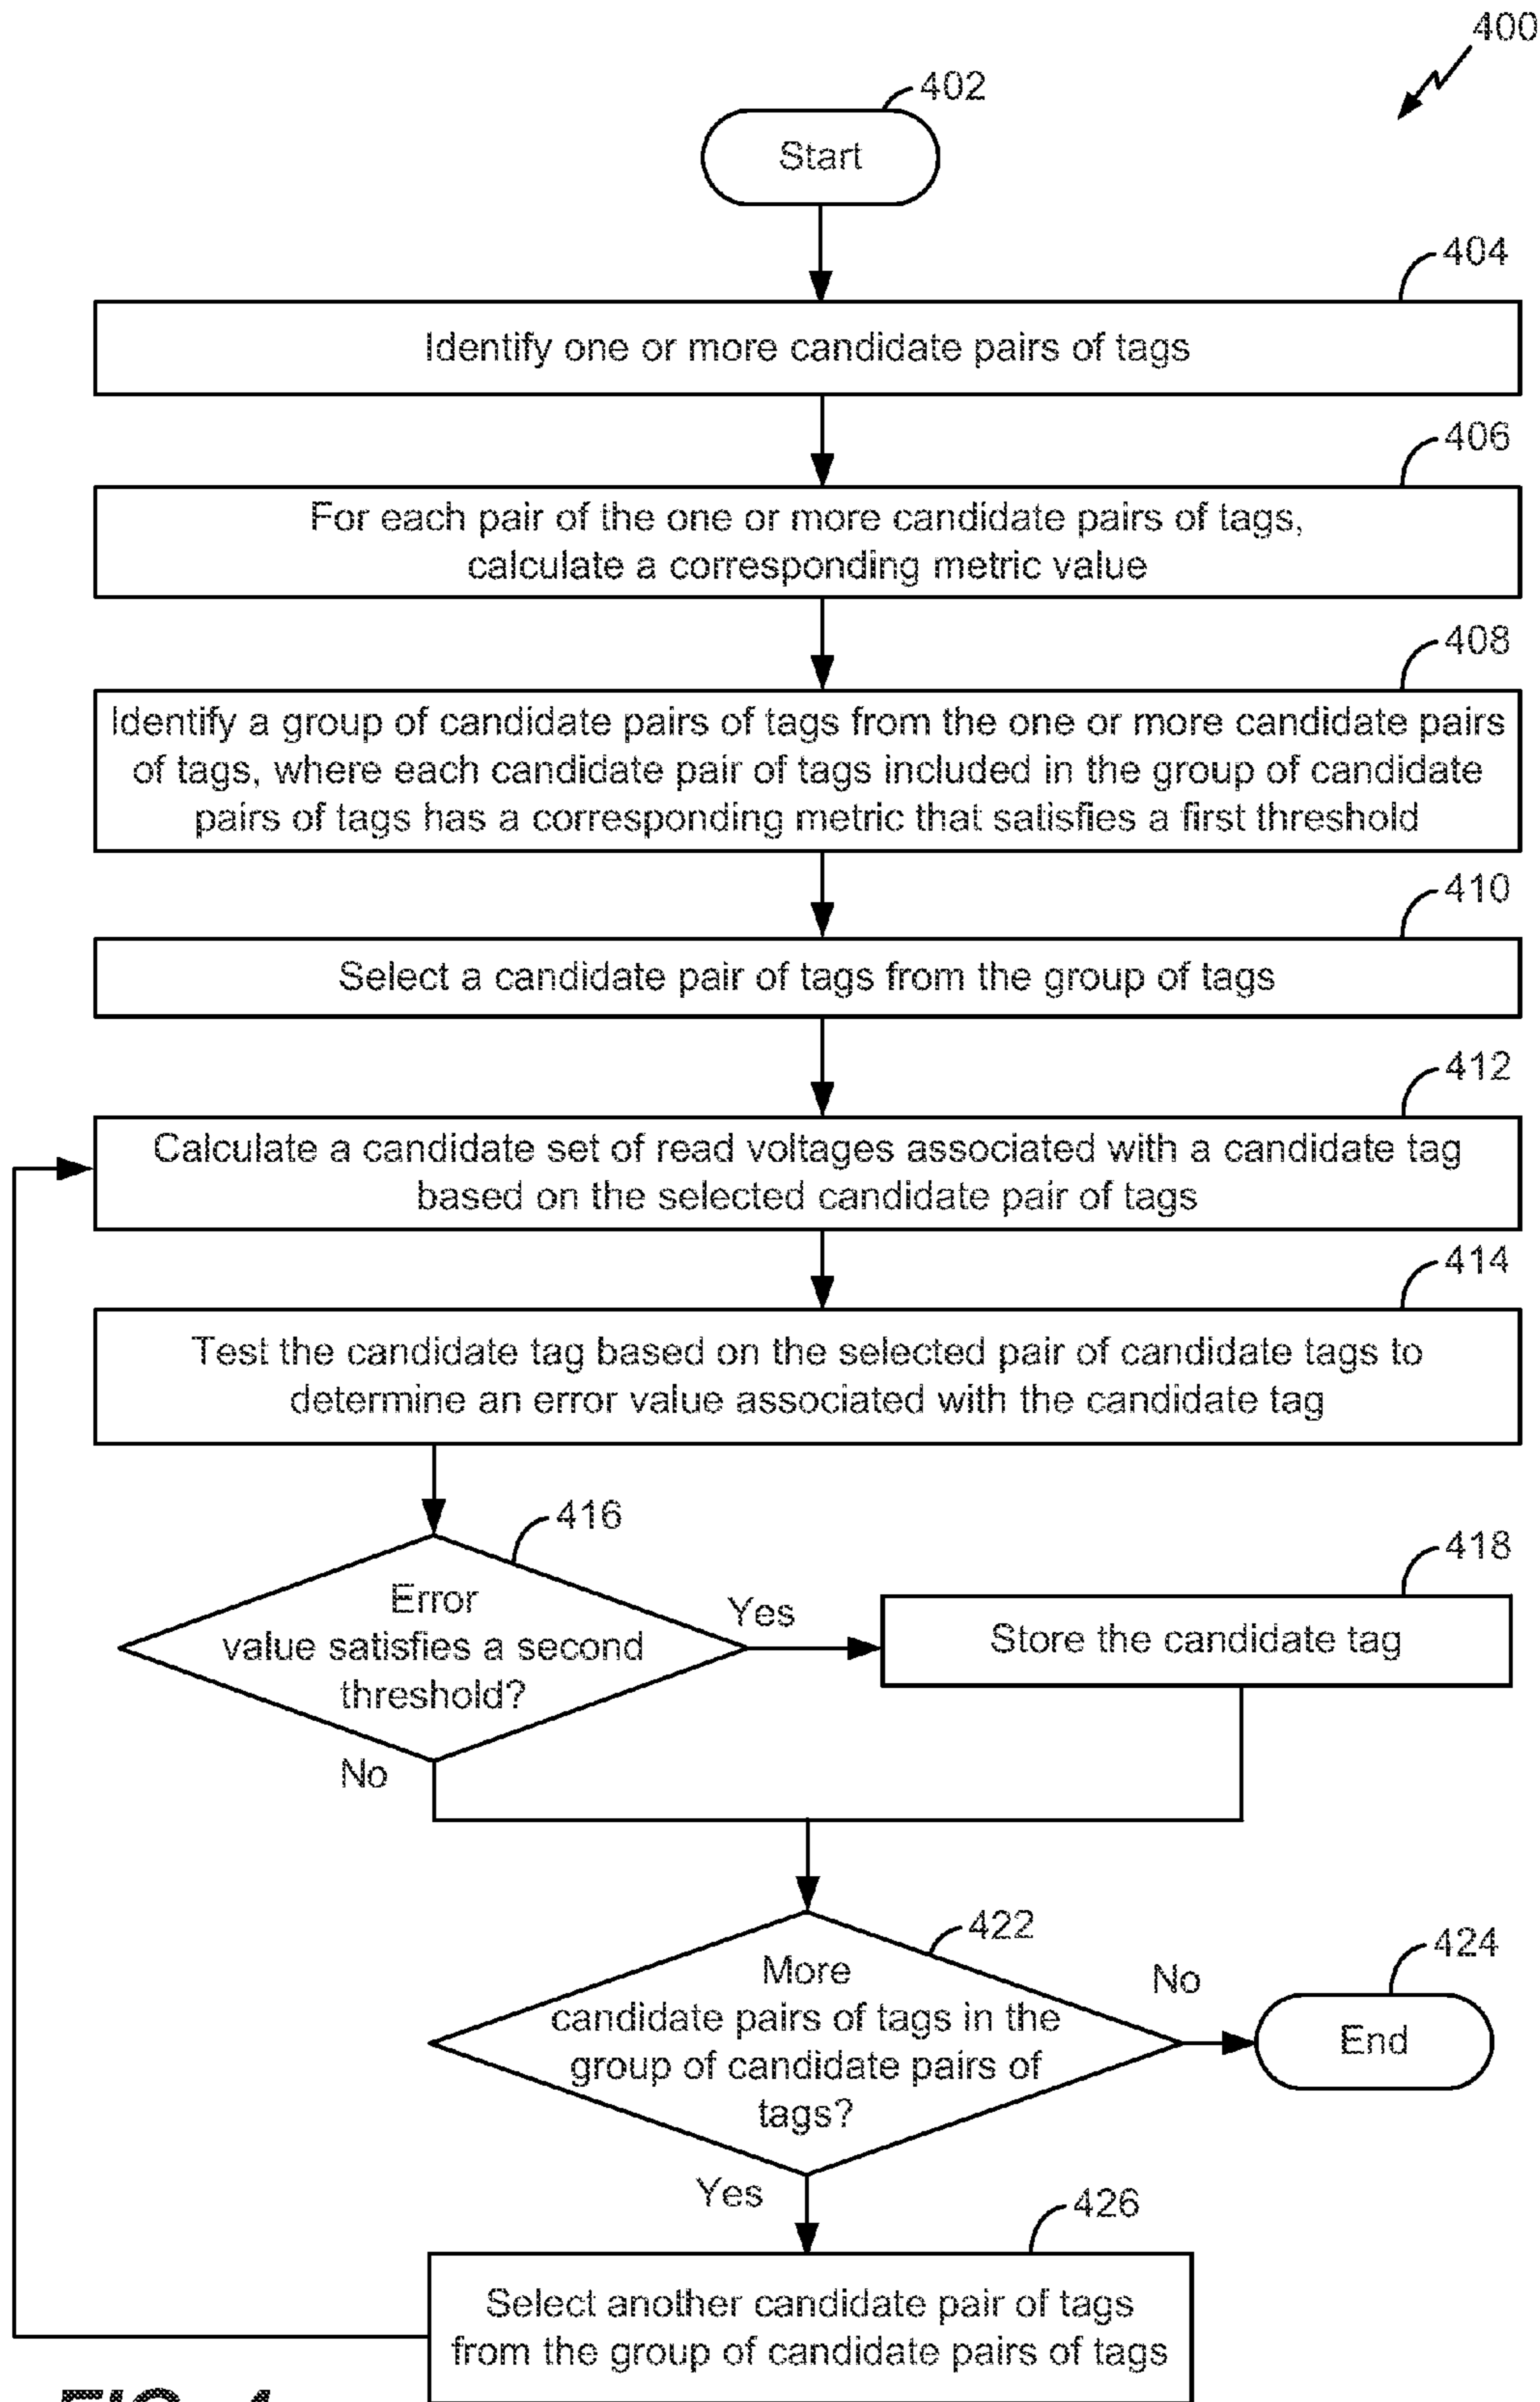 400
402
Start
404
Identify one or more candidate pairs of tags
406
For each pair of the one or more candidate pairs of tags,
calculate a corresponding metric value
408
Identify a group of candidate pairs of tags from the one or more candidate pairs
of tags, where each candidate pair of tags included in the group of candidate
pairs of tags has a corresponding metric that satisfies a first threshold
410
Select a candidate pair of tags from the group of tags
412
Calculate a candidate set of read voltages associated with a candidate tag
based on the selected candidate pair of tags
414
Test the candidate tag based on the selected pair of candidate tags to
determine an error value associated with the candidate tag
416
Error
value satisfies a second
threshold?
Yes
418
Store the candidate tag
No
422
More
candidate pairs of tags in the
group of candidate pairs of
tags?
No
424
End
Yes
426
Select another candidate pair of tags
from the group of candidate pairs of tags